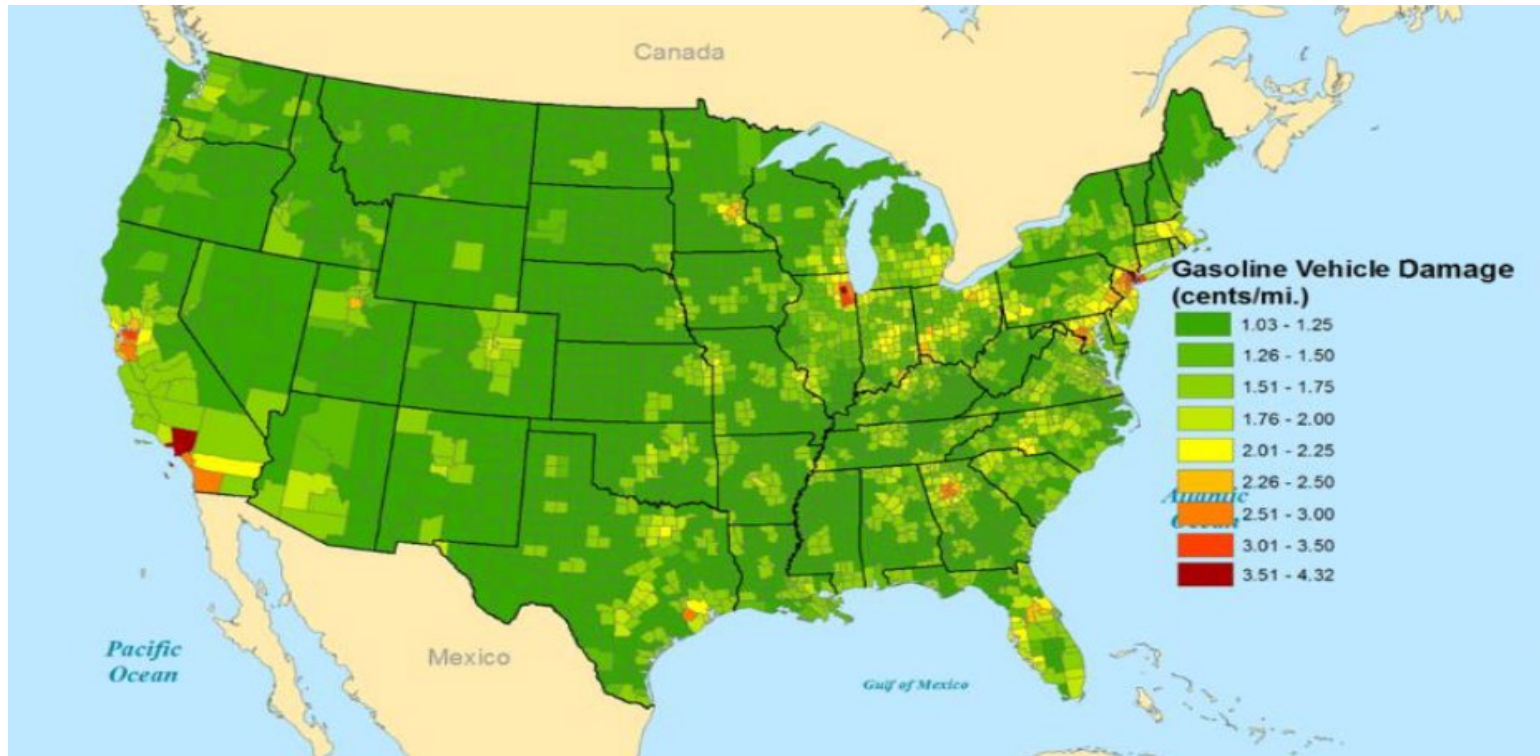 Canada
Gasoline Vehicle Damage
(cents/mi.)
1.03 - 1.25
1.26 - 1.50
1.51 - 1.75
1.76 - 2.00
2.01 - 2.25
2.26 - 2.50
2.51 - 3.00
3.01 - 3.50
3.51 - 4.32
Atlantic
Ocean
Pacific
Ocean
Mexico
Gulf of Mexico